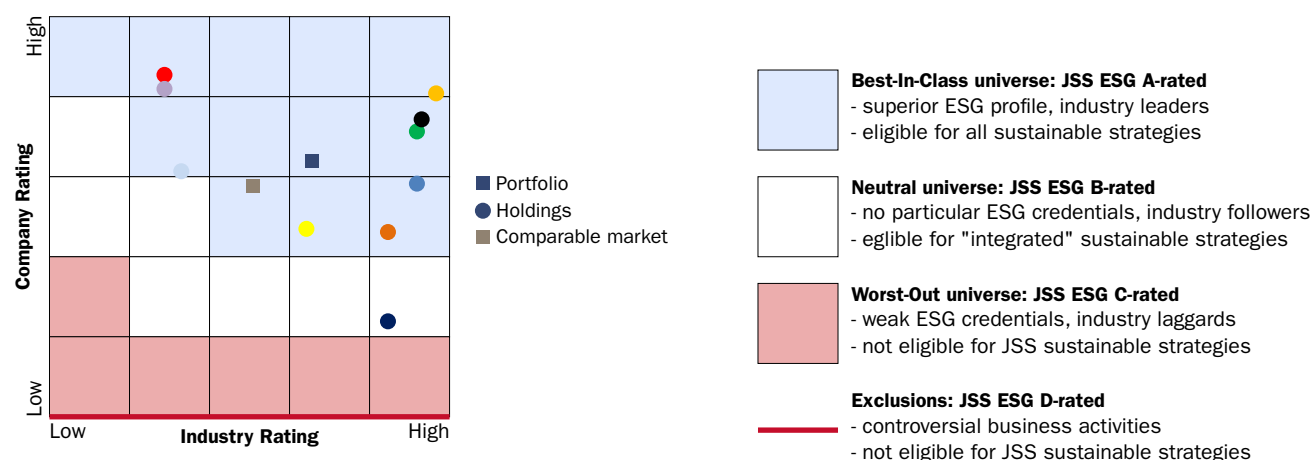 High
Company Rating
Low
Low
Industry Rating
High
Portfolio
Holdings
Comparable market
Best-In-Class universe: JSS ESG A-rated
- superior ESG profile, industry leaders
- eligible for all sustainable strategies
Neutral universe: JSS ESG B-rated
- no particular ESG credentials, industry followers
- eglible for "integrated" sustainable strategies
Worst-Out universe: JSS ESG C-rated
- weak ESG credentials, industry laggards
- not eligible for JSS sustainable strategies
Exclusions: JSS ESG D-rated
- controversial business activities
- not eligible for JSS sustainable strategies